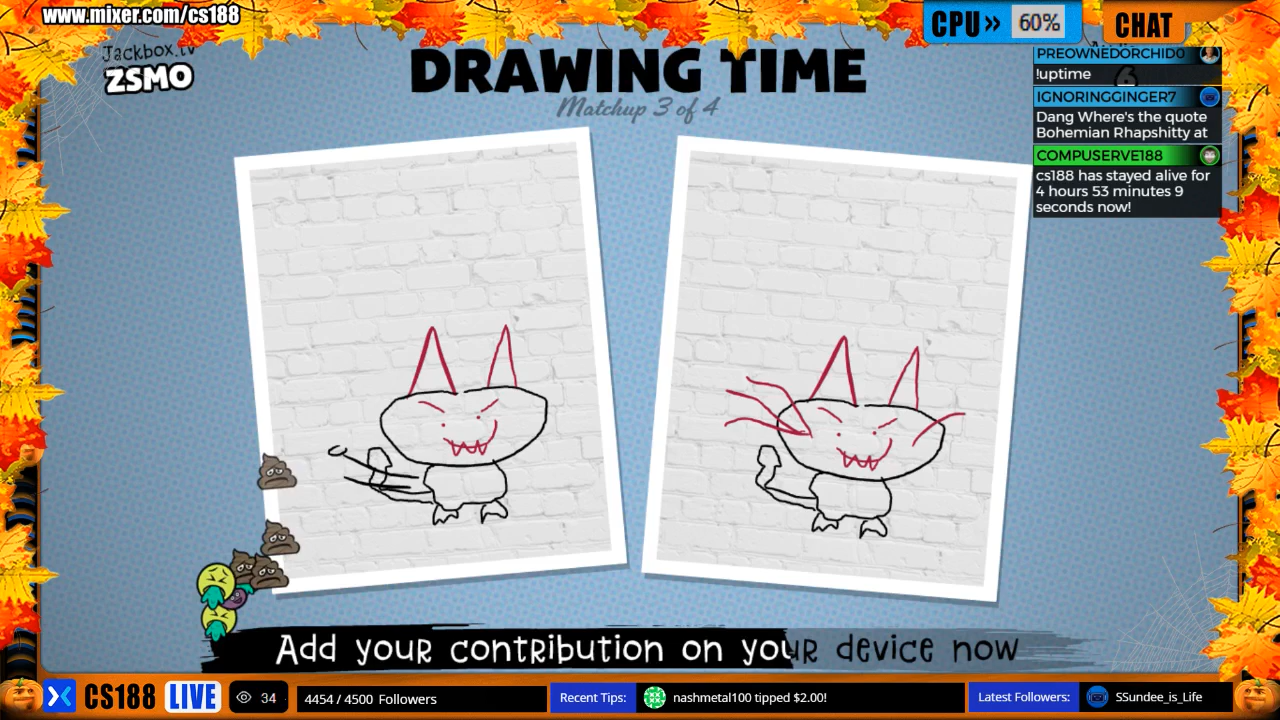 www.mixer.com/cs188
CPU»
60%
CHAT
Jackbox.tv
ZSMO
DRAWING TIME
Matchup 3 of 4
PREOWNEDORCHID0
!uptime
6
IGNORINGGINGER7
Dang Where's the quote
Bohemian Rhapshitty at
COMPUSERVE188
cs188 has stayed alive for
4 hours 53 minutes 9
seconds now!
Add your contribution on your device now
CS188 LIVE
34
4454 / 4500 Followers
Recent Tips:
nashmetal100 tipped $2.00!
Latest Followers:
SSundee_is_Life